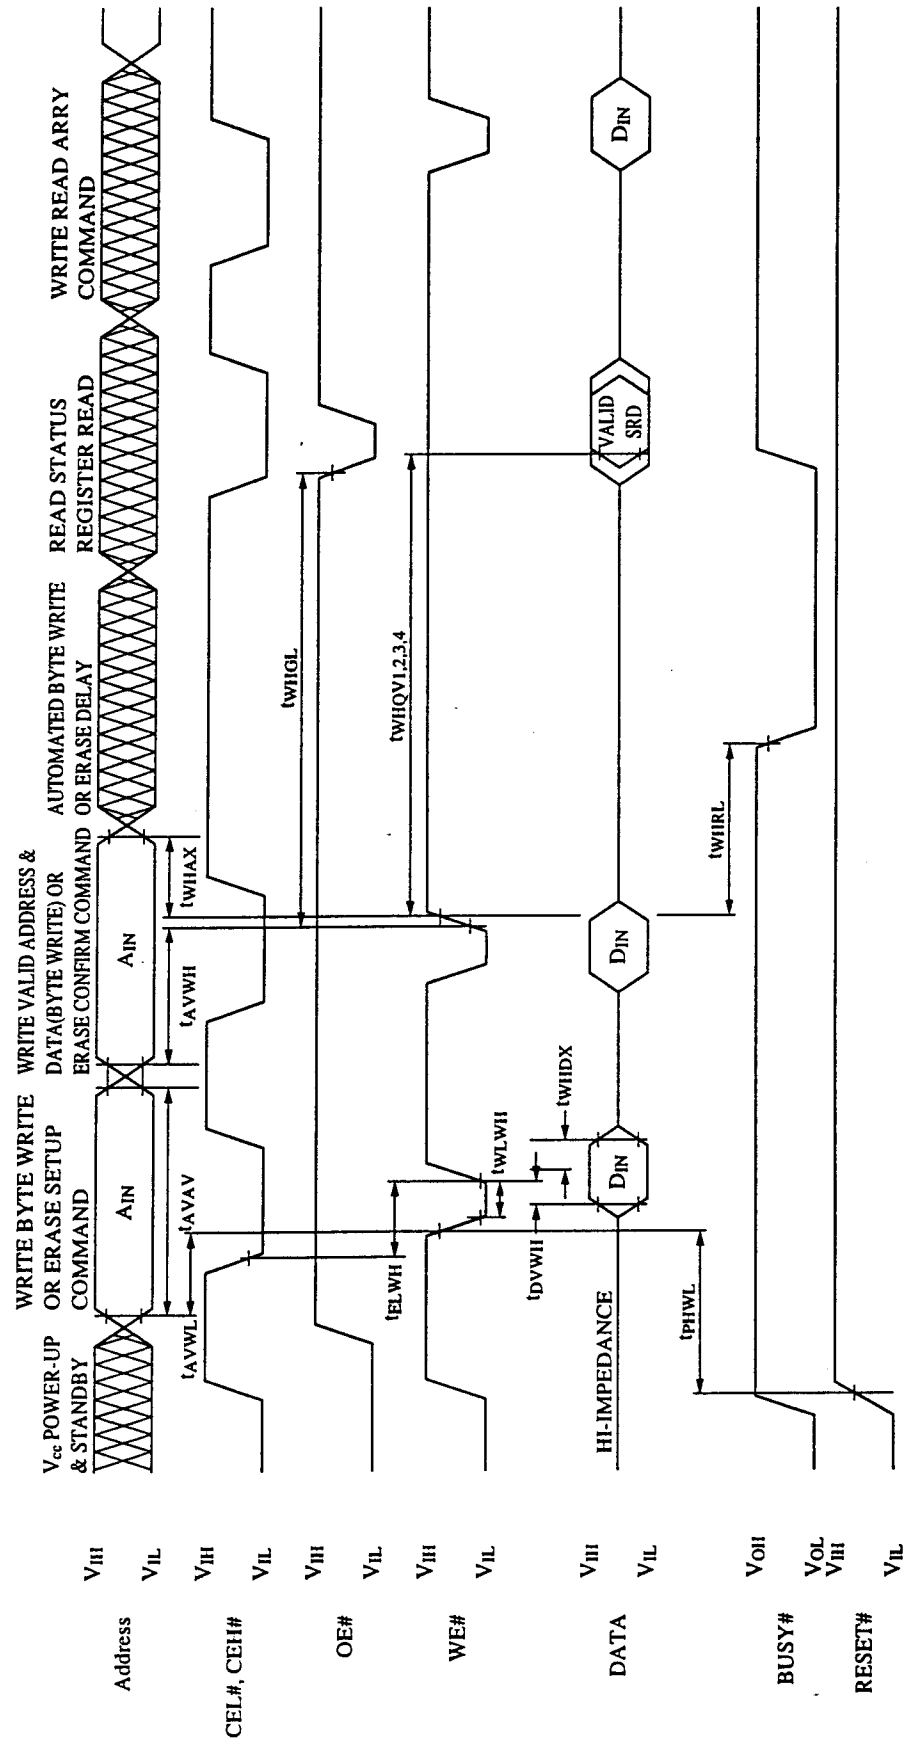 Vcc POWER-UP
& STANDBY
WRITE BYTE WRITE
OR ERASE SETUP
COMMAND
WRITE VALID ADDRESS &
DATA(BYTE WRITE) OR
ERASE CONFIRM COMMAND
AUTOMATED BYTE WRITE
OR ERASE DELAY
READ STATUS
REGISTER READ
WRITE READ ARRY
COMMAND
Address
VIH
VIL
AIN
AIN
tAVWL
tAVAV
tAVWH
tWHAX
CEL#, CEH#
VIH
VIL
OE#
VIH
VIL
tWHGL
tELWH
WE#
VIH
VIL
tWHQV1,2,3,4
tWLWH
tDVWH
tWHDX
DATA
VIH
VIL
HI-IMPEDANCE
DIN
DIN
VALID
SRD
DIN
tPHWL
tWHRL
BUSY#
VOH
VOL
RESET#
VIH
VIL